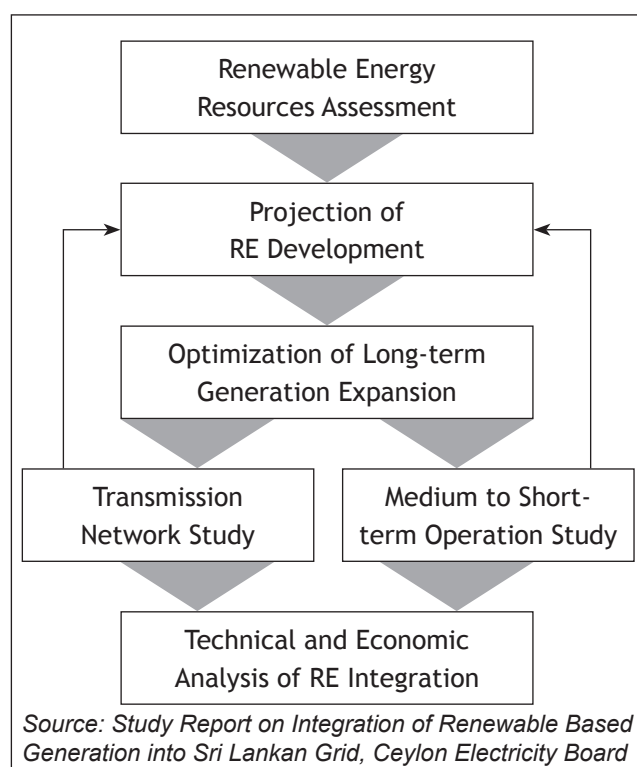 Renewable Energy
Resources Assessment
Projection of
RE Development
Optimization of Long-term
Generation Expansion
Transmission
Network Study
Medium to Short-
term Operation Study
Technical and Economic
Analysis of RE Integration
Source: Study Report on Integration of Renewable Based
Generation into Sri Lankan Grid, Ceylon Electricity Board